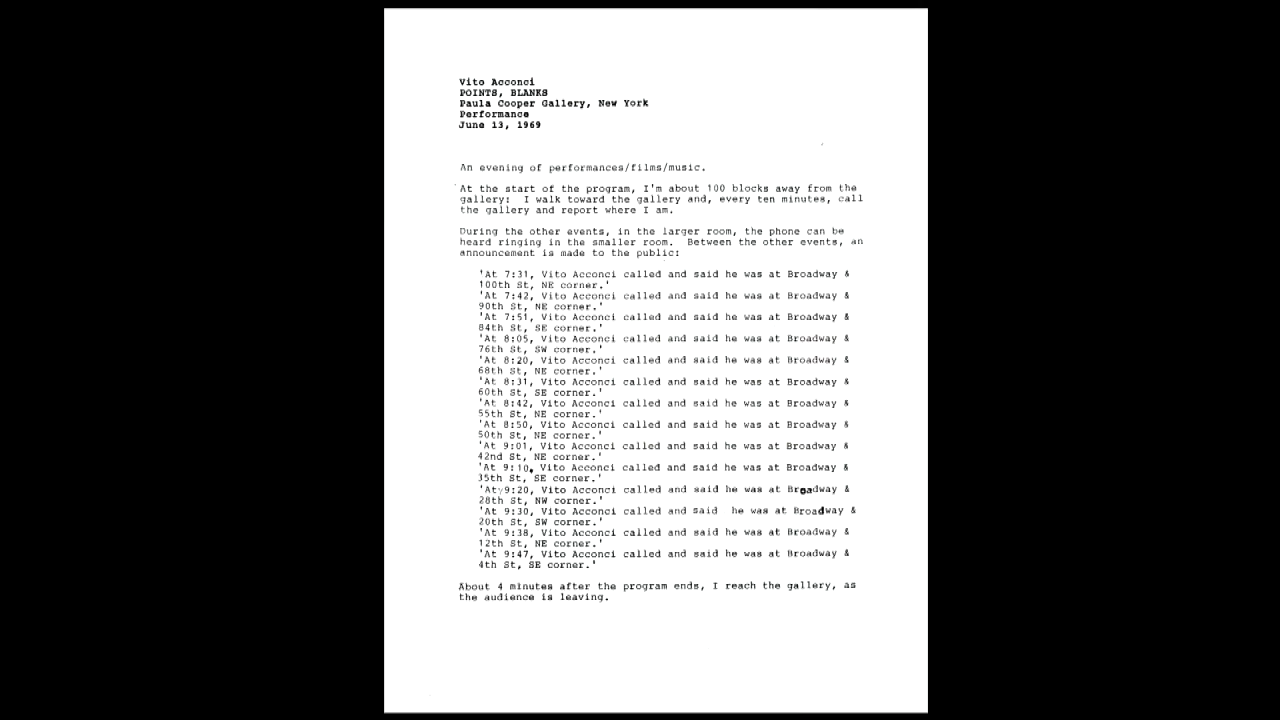 Vito Acconci
POINTS, BLANKS
Paula Cooper Gallery, New York
Performance
June 13, 1969
An evening of performances/films/music.
At the start of the program, I'm about 100 blocks away from the
gallery: I walk toward the gallery and, every ten minutes, call
the gallery and report where I am.
During the other events, in the larger room, the phone can be
heard ringing in the smaller room. Between the other events, an
announcement is made to the public:
'At 7:31, Vito Acconci called and said he was at Broadway &
100th St, NE corner.'
'At 7:42, Vito Acconci called and said he was at Broadway &
90th St, NE corner.'
'At 7:51, Vito Acconci called and said he was at Broadway &
84th St, SE corner.'
'At 8:05, Vito Acconci called and said he was at Broadway &
76th St, SW corner.'
'At 8:20, Vito Acconci called and said he was at Broadway &
68th St, NE corner.'
'At 8:31, Vito Acconci called and said he was at Broadway &
60th St, SE corner.'
'At 8:42, Vito Acconci called and said he was at Broadway &
55th St, NE corner.'
'At 8:50, Vito Acconci called and said he was at Broadway &
50th St, NE corner.'
'At 9:01, Vito Acconci called and said he was at Broadway &
42nd St, NE corner.'
'At 9:10, Vito Acconci called and said he was at Broadway &
35th St, SE corner.'
'At 9:20, Vito Acconci called and said he was at Broadway &
28th St, NW corner.'
'At 9:30, Vito Acconci called and said he was at Broadway &
20th St, SW corner.'
'At 9:38, Vito Acconci called and said he was at Broadway &
12th St, NE corner.'
'At 9:47, Vito Acconci called and said he was at Broadway &
4th St, SE corner.'
About 4 minutes after the program ends, I reach the gallery, as
the audience is leaving.